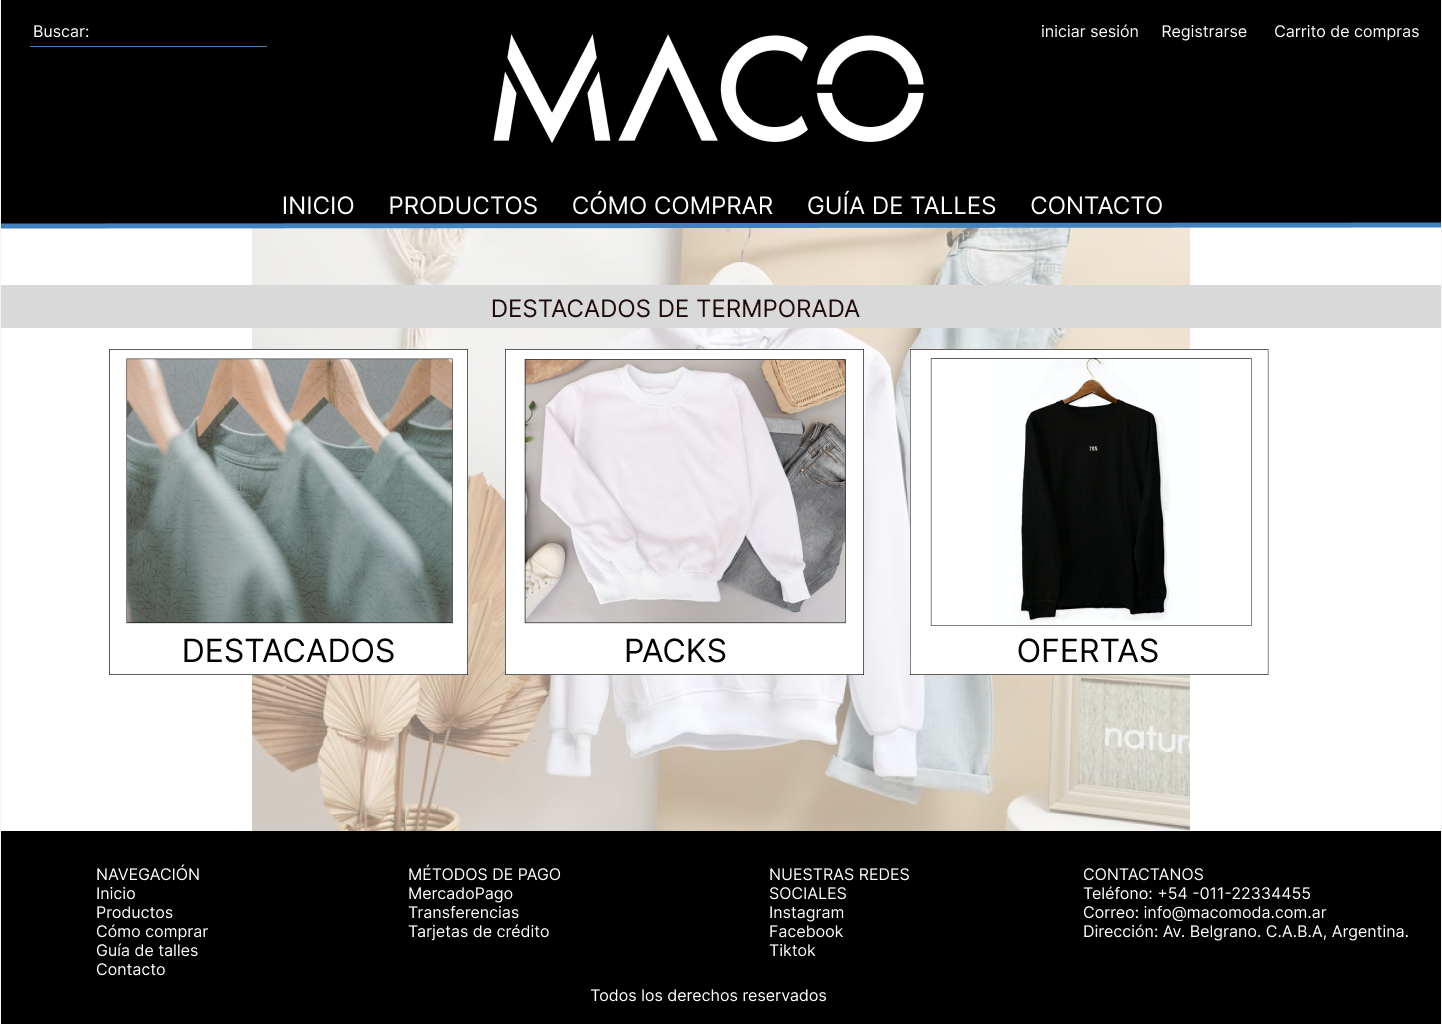 Buscar:
iniciar sesión Registrarse Carrito de compras
MACO
INICIO PRODUCTOS CÓMO COMPRAR GUÍA DE TALLES CONTACTO
DESTACADOS DE TERMPORADA
DESTACADOS
PACKS
OFERTAS
natur
NAVEGACIÓN
Inicio
Productos
Cómo comprar
Guía de talles
Contacto
MÉTODOS DE PAGO
MercadoPago
Transferencias
Tarjetas de crédito
NUESTRAS REDES
SOCIALES
Instagram
Facebook
Tiktok
CONTACTANOS
Teléfono: +54 -011-22334455
Correo: info@macomoda.com.ar
Dirección: Av. Belgrano. C.A.B.A, Argentina.
Todos los derechos reservados